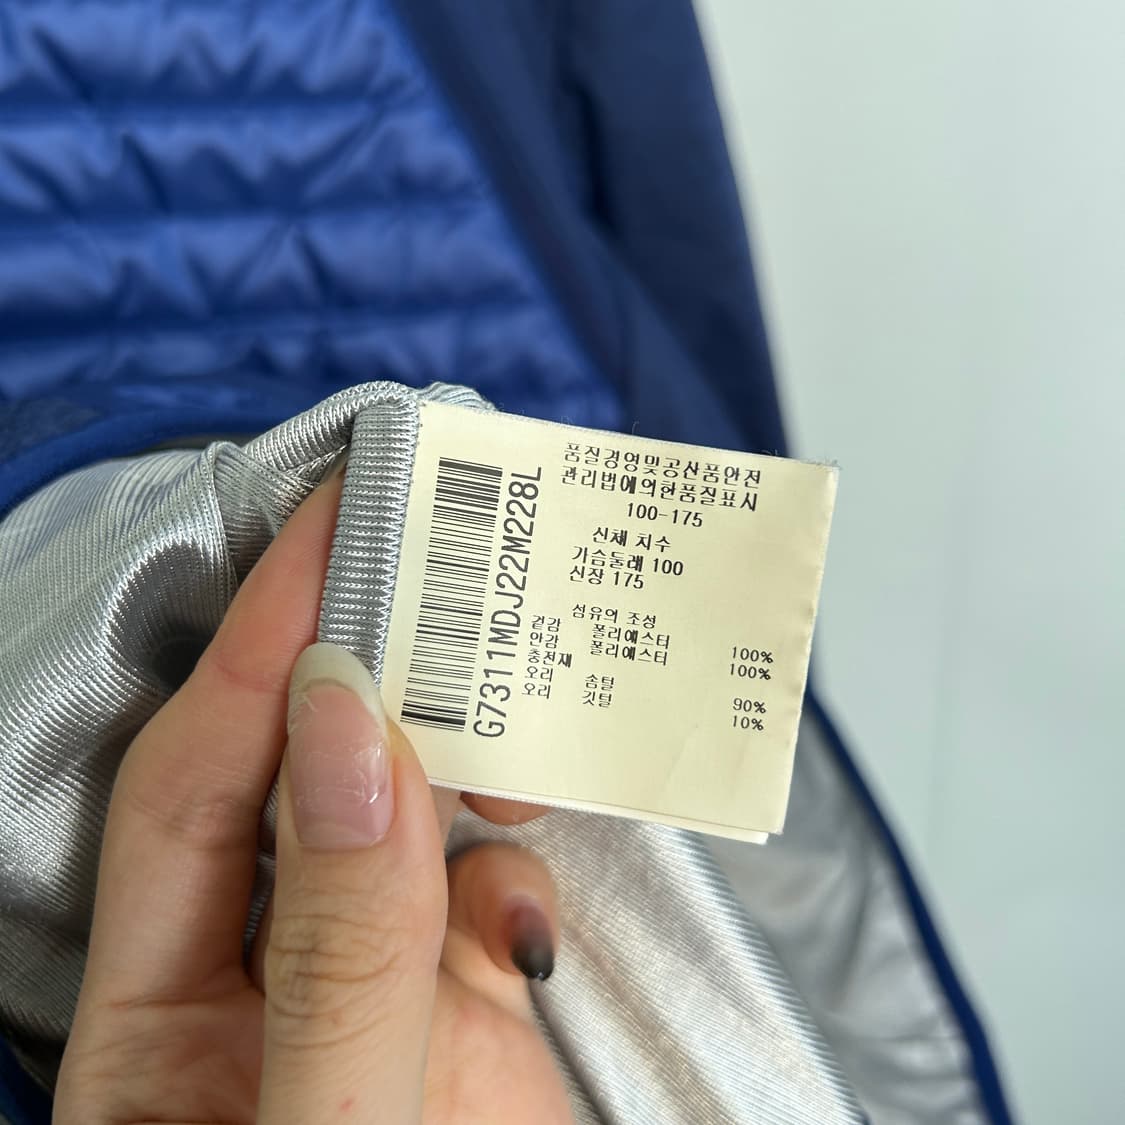 품질경영및공산품안전
관리법에의한품질표시
100-175
신체 치수
가슴둘레 100
신장 175
섬유의 조성
겉감 폴리에스터 100%
안감 폴리에스터 100%
충전재
오리 솜털 90%
오리 깃털 10%
G7311MDJ22M228L